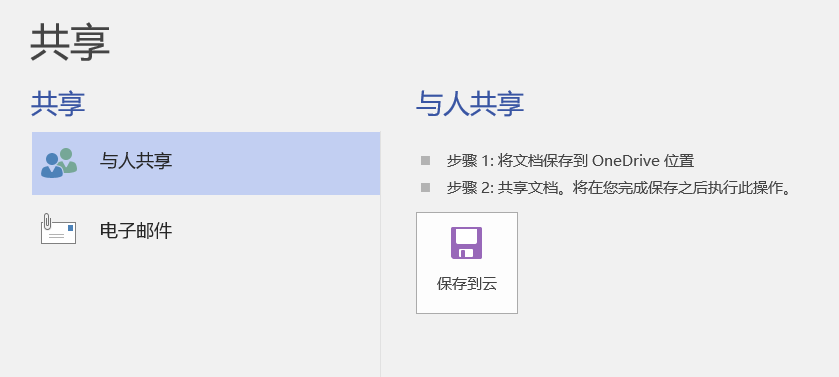 共享
共享
与人共享
电子邮件
与人共享
步骤 1: 将文档保存到 OneDrive 位置
步骤 2: 共享文档。将在您完成保存之后执行此操作。
保存到云